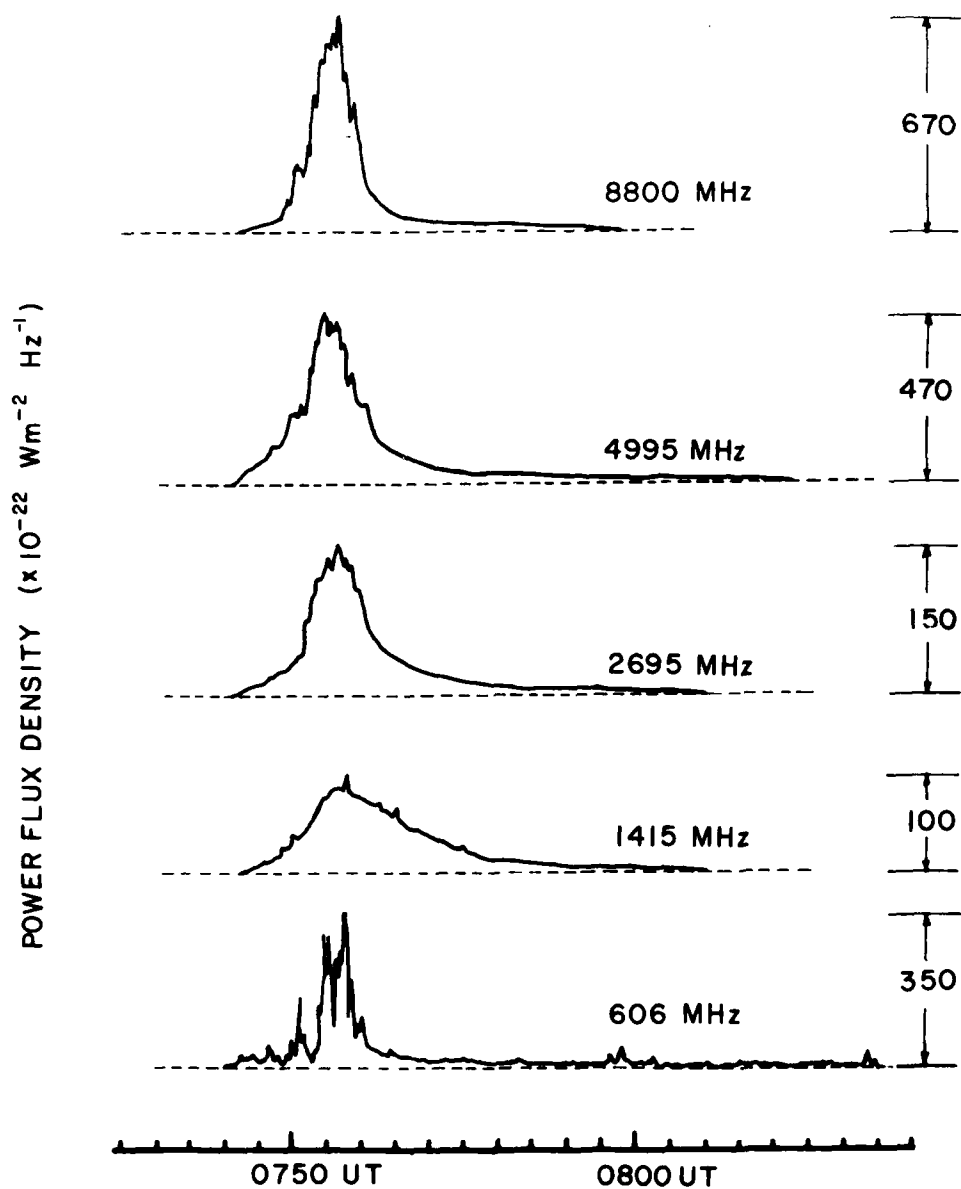 670
8800 MHz
470
4995 MHz
150
2695 MHz
100
1415 MHz
350
606 MHz
POWER FLUX DENSITY (x10⁻²² Wm⁻² Hz⁻¹)
0750 UT
0800 UT